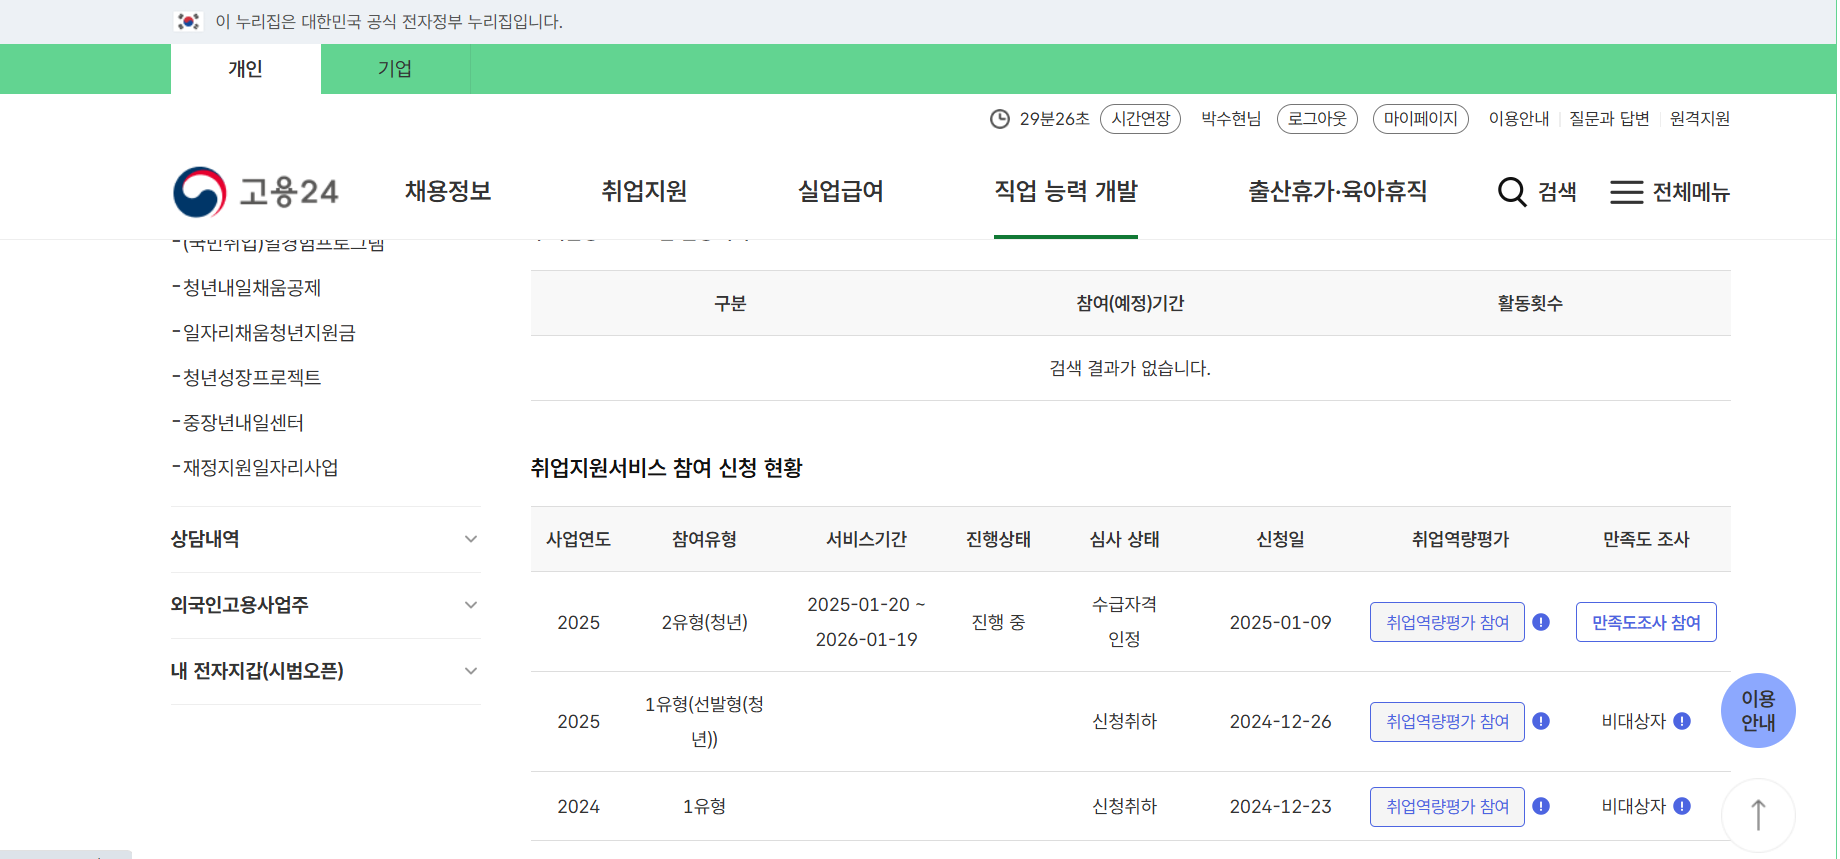 이 누리집은 대한민국 공식 전자정부 누리집입니다.
개인
기업
29분26초 시간연장 박수현님 로그아웃 마이페이지 이용안내 질문과 답변 원격지원
고용24 채용정보 취업지원 실업급여 직업 능력 개발 출산휴가·육아휴직 검색 전체메뉴
-(국민취업)일경험프로그램
-청년내일채움공제
-일자리채움청년지원금
-청년성장프로젝트
-중장년내일센터
-재정지원일자리사업
상담내역
외국인고용사업주
내 전자지갑(시범오픈)
구분 참여(예정)기간 활동횟수
검색 결과가 없습니다.
취업지원서비스 참여 신청 현황
사업연도 참여유형 서비스기간 진행상태 심사 상태 신청일 취업역량평가 만족도 조사
2025 2유형(청년) 2025-01-20 ~ 2026-01-19 진행 중 수급자격 인정 2025-01-09 취업역량평가 참여 ! 만족도조사 참여
2025 1유형(선발형(청년)) 신청취하 2024-12-26 취업역량평가 참여 ! 비대상자 !
2024 1유형 신청취하 2024-12-23 취업역량평가 참여 ! 비대상자 !
이용
안내